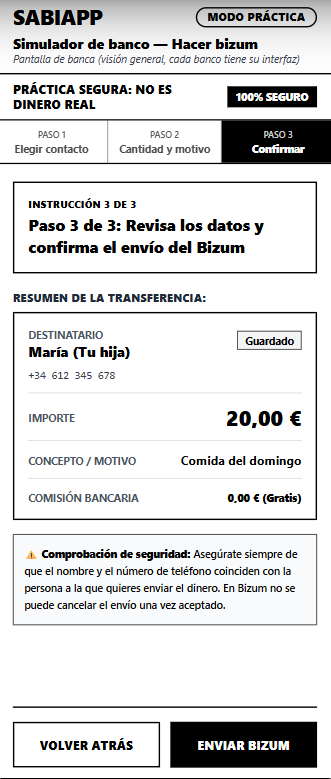 SABIAPP
MODO PRÁCTICA
Simulador de banco — Hacer bizum
Pantalla de banca (visión general, cada banco tiene su interfaz)
PRÁCTICA SEGURA: NO ES
DINERO REAL
100% SEGURO
PASO 1
Elegir contacto
PASO 2
Cantidad y motivo
PASO 3
Confirmar
INSTRUCCIÓN 3 DE 3
Paso 3 de 3: Revisa los datos y
confirma el envío del Bizum
RESUMEN DE LA TRANSFERENCIA:
DESTINATARIO
María (Tu hija)
Guardado
+34 612 345 678
IMPORTE
20,00 €
CONCEPTO / MOTIVO
Comida del domingo
COMISIÓN BANCARIA
0,00 € (Gratis)
⚠️ Comprobación de seguridad: Asegúrate siempre de
que el nombre y el número de teléfono coinciden con la
persona a la que quieres enviar el dinero. En Bizum no se
puede cancelar el envío una vez aceptado.
VOLVER ATRÁS
ENVIAR BIZUM